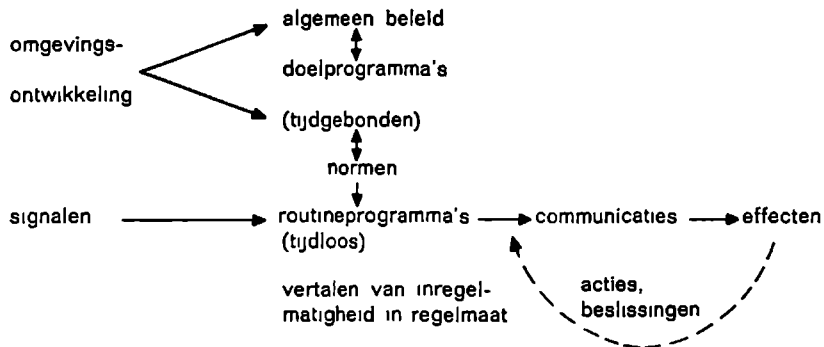 algemeen beleid
omgevings-
ontwikkeling
doelprogramma's
(tijdgebonden)
normen
signalen
routineprogramma's
(tijdloos)
communicaties
effecten
vertalen van inregel-
matigheid in regelmaat
acties,
beslissingen